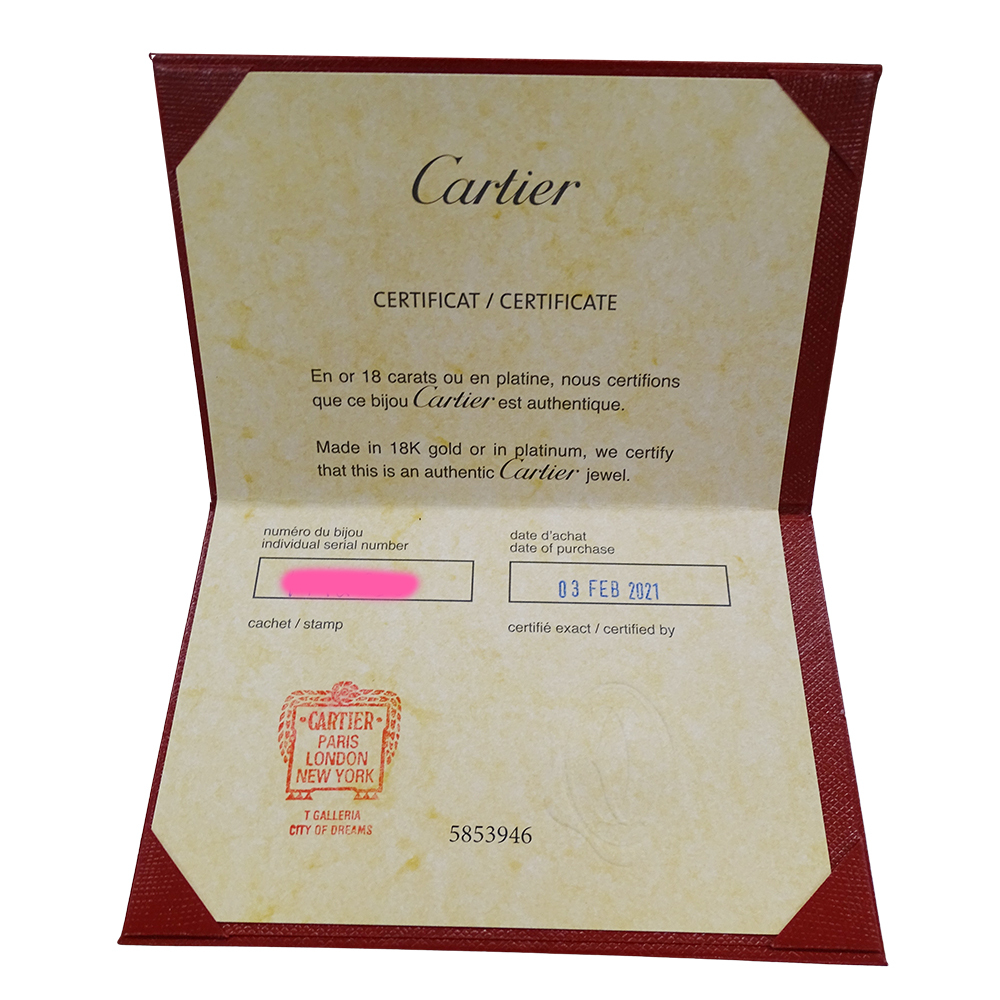 Cartier
CERTIFICAT / CERTIFICATE
En or 18 carats ou en platine, nous certifions
que ce bijou Cartier est authentique.
Made in 18K gold or in platinum, we certify
that this is an authentic Cartier jewel.
numéro du bijou
individual serial number
date d'achat
date of purchase
03 FEB 2021
cachet / stamp
certifié exact / certified by
CARTIER
PARIS
LONDON
NEW YORK
T GALLERIA
CITY OF DREAMS
5853946